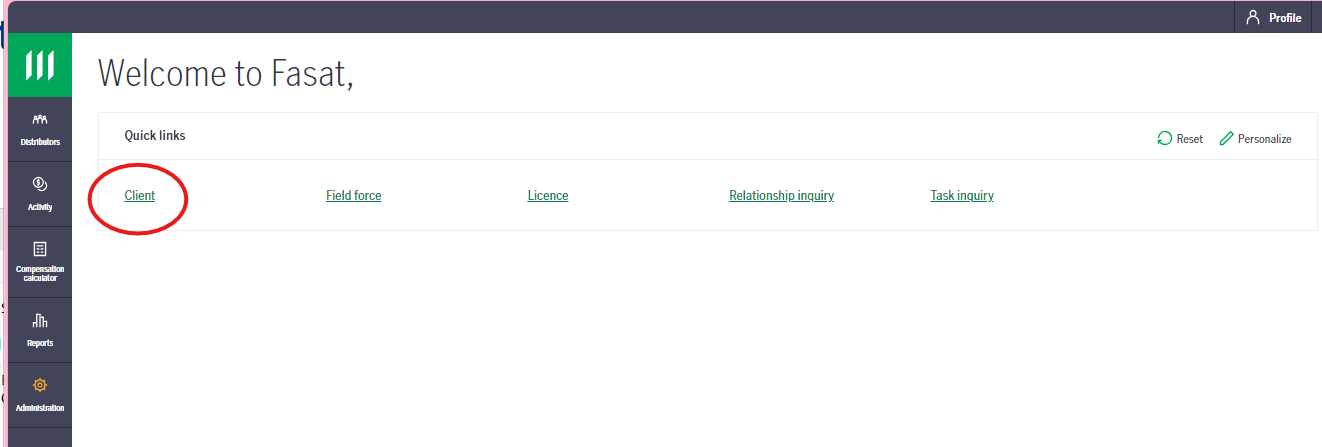 Profile
Welcome to Fasat,
Quick links
Reset
Personalize
Client
Field force
Licence
Relationship inquiry
Task inquiry
Distributors
Activity
Compensation
calculator
Reports
Administration